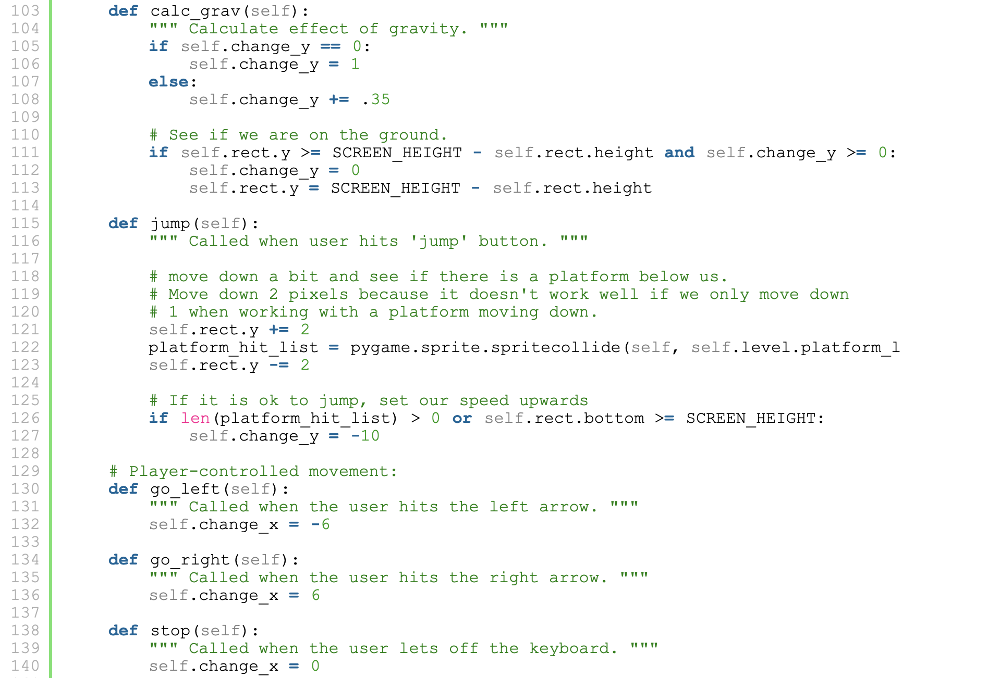 103 def calc_grav(self):
104 """ Calculate effect of gravity. """
105 if self.change_y == 0:
106 self.change_y = 1
107 else:
108 self.change_y += .35
109
110 # See if we are on the ground.
111 if self.rect.y >= SCREEN_HEIGHT - self.rect.height and self.change_y >= 0:
112 self.change_y = 0
113 self.rect.y = SCREEN_HEIGHT - self.rect.height
114
115 def jump(self):
116 """ Called when user hits 'jump' button. """
117
118 # move down a bit and see if there is a platform below us.
119 # Move down 2 pixels because it doesn't work well if we only move down
120 # 1 when working with a platform moving down.
121 self.rect.y += 2
122 platform_hit_list = pygame.sprite.spritecollide(self, self.level.platform_l
123 self.rect.y -= 2
124
125 # If it is ok to jump, set our speed upwards
126 if len(platform_hit_list) > 0 or self.rect.bottom >= SCREEN_HEIGHT:
127 self.change_y = -10
128
129 # Player-controlled movement:
130 def go_left(self):
131 """ Called when the user hits the left arrow. """
132 self.change_x = -6
133
134 def go_right(self):
135 """ Called when the user hits the right arrow. """
136 self.change_x = 6
137
138 def stop(self):
139 """ Called when the user lets off the keyboard. """
140 self.change_x = 0